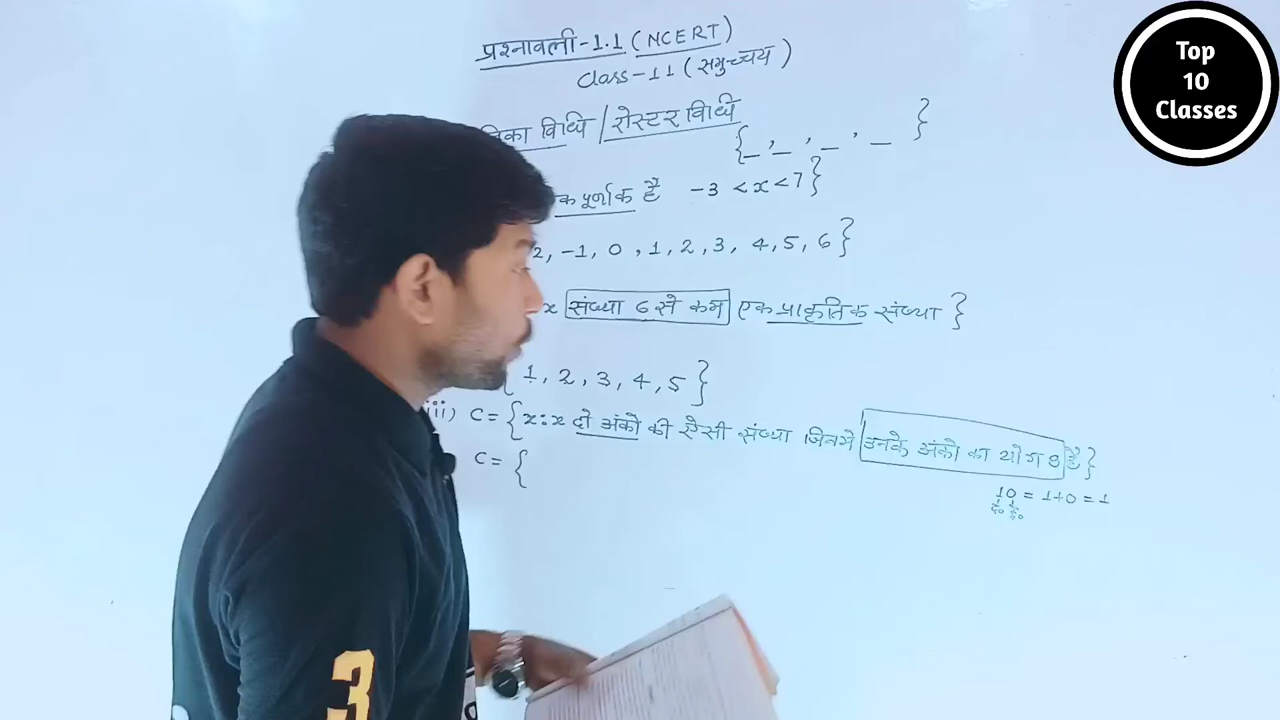 प्रश्नावली-1.1 (NCERT)
Class-11 (समुच्चय)
विधि / रोस्टर विधि
{_, _, _, _ }
पूर्णांक है -3 < x < 7}
2, -1, 0, 1, 2, 3, 4, 5, 6}
x संख्या 6 से कम एक प्राकृतिक संख्या }
{ 1, 2, 3, 4, 5 }
iii) C = { x : x दो अंको की ऐसी संख्या जिनमे उनके अंको का योग 8 है}
C = {
10 = 1+0 = 1
Top
10
Classes
3